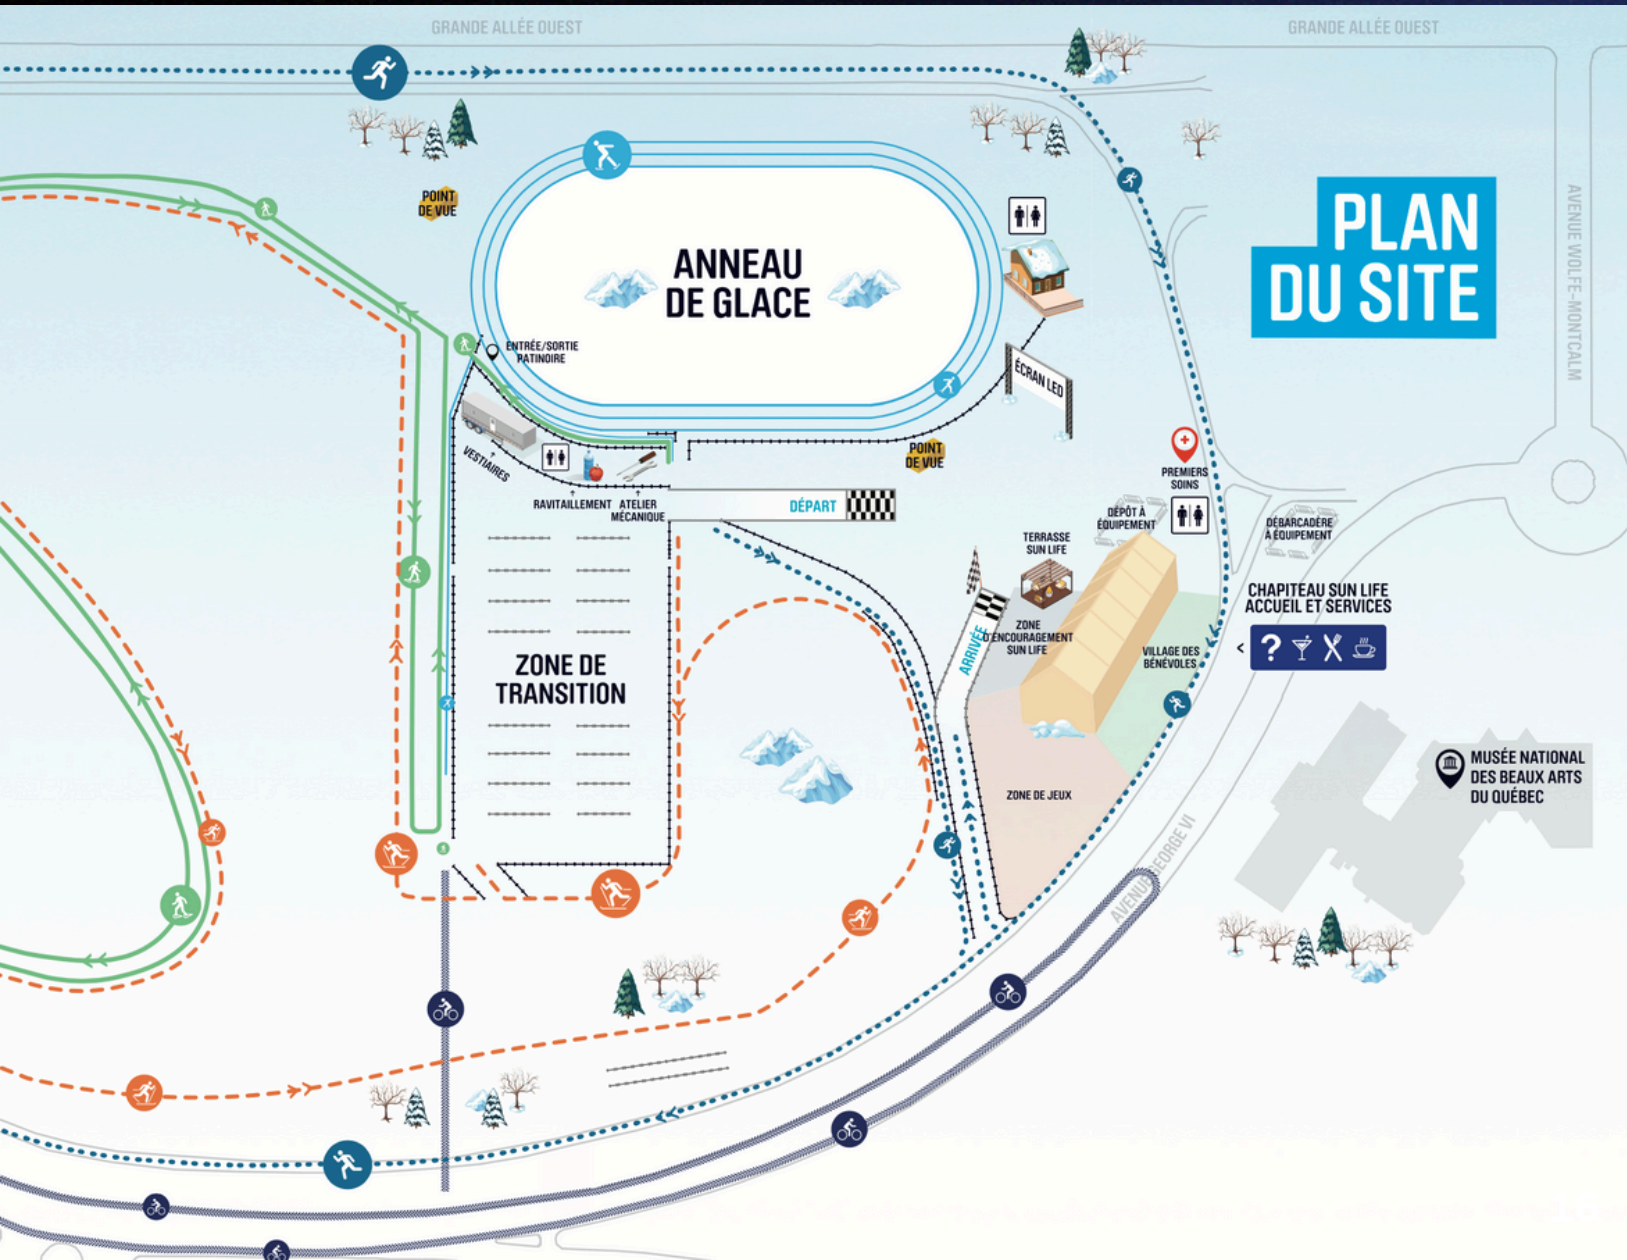 GRANDE ALLÉE OUEST
GRANDE ALLÉE OUEST
POINT
DE VUE
ANNEAU
DE GLACE
PLAN
DU SITE
AVENUE WOLFE-MONTCALM
ENTRÉE/SORTIE
PATINOIRE
ÉCRAN LED
VESTIAIRES
POINT
DE VUE
PREMIERS
SOINS
RAVITAILLEMENT
ATELIER
MÉCANIQUE
DÉPART
DÉPÔT À
ÉQUIPEMENT
DÉBARCADÈRE
À ÉQUIPEMENT
TERRASSE
SUN LIFE
CHAPITEAU SUN LIFE
ACCUEIL ET SERVICES
< ?
ARRIVÉE
ZONE
D'ENCOURAGEMENT
SUN LIFE
VILLAGE DES
BÉNÉVOLES
ZONE DE
TRANSITION
MUSÉE NATIONAL
DES BEAUX ARTS
DU QUÉBEC
ZONE DE JEUX
AVENUE GEORGE VI